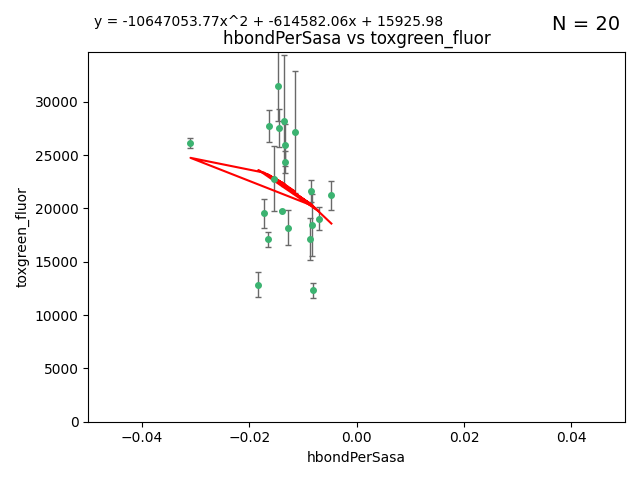 y = -10647053.77x^2 + -614582.06x + 15925.98
N = 20
hbondPerSasa vs toxgreen_fluor
30000
25000
20000
15000
10000
5000
0
toxgreen_fluor
−0.04
−0.02
0.00
0.02
0.04
hbondPerSasa